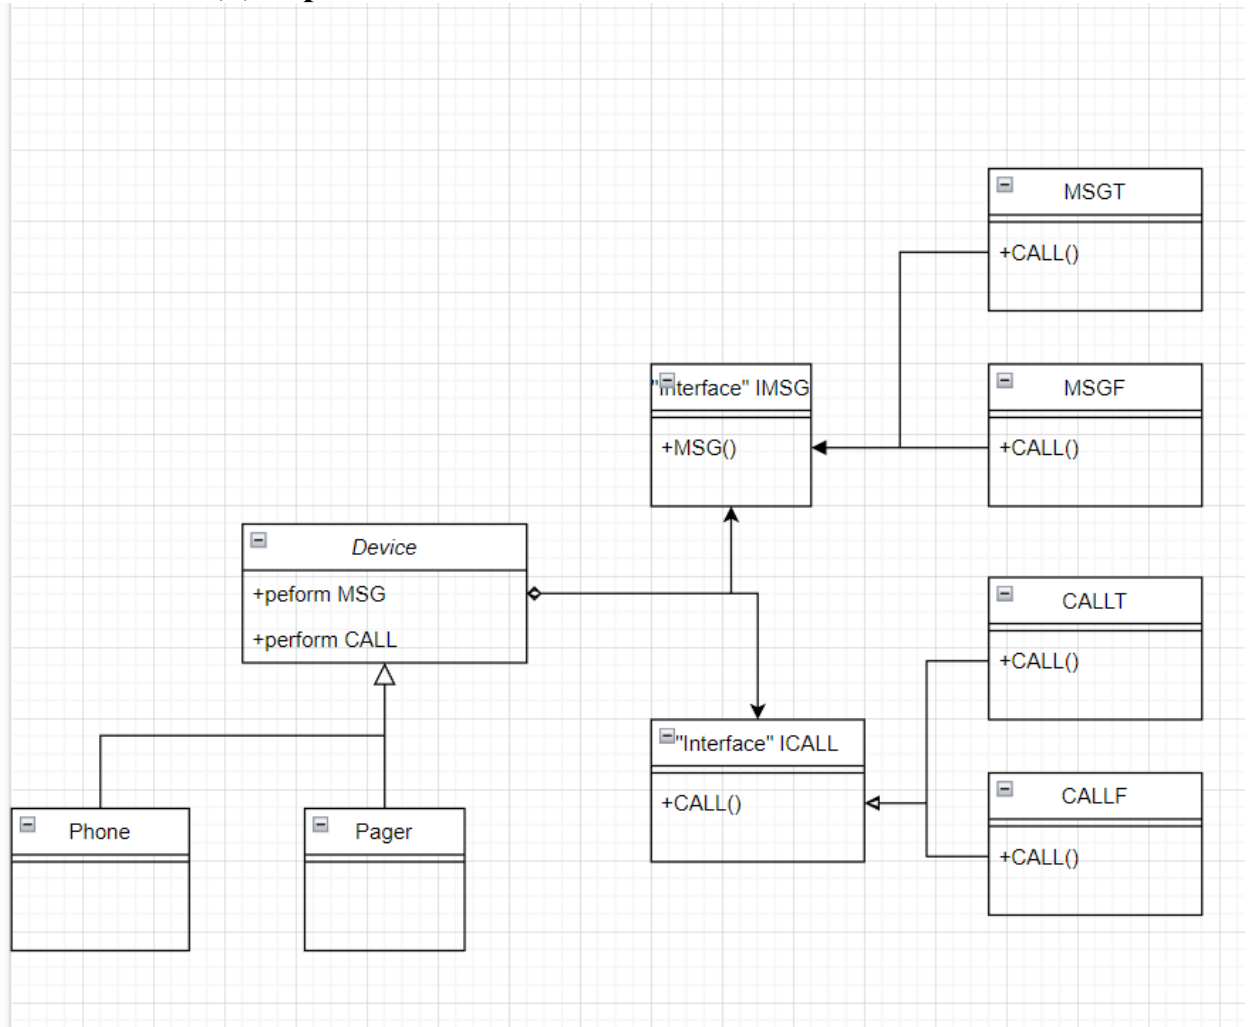 MSGT
+CALL()
"Interface" IMSG
+MSG()
MSGF
+CALL()
Device
+peform MSG
+perform CALL
CALLT
+CALL()
"Interface" ICALL
+CALL()
CALLF
+CALL()
Phone
Pager